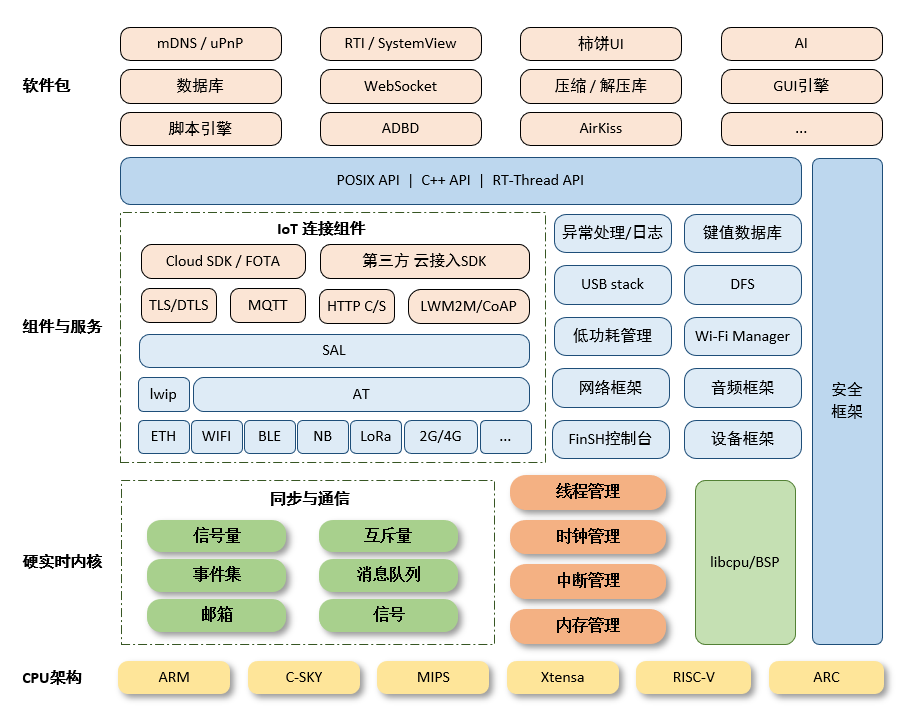 软件包
mDNS / uPnP
RTI / SystemView
柿饼UI
AI
数据库
WebSocket
压缩 / 解压库
GUI引擎
脚本引擎
ADBD
AirKiss
...
POSIX API | C++ API | RT-Thread API
组件与服务
IoT 连接组件
Cloud SDK / FOTA
第三方 云接入SDK
TLS/DTLS
MQTT
HTTP C/S
LWM2M/CoAP
SAL
lwip
AT
ETH
WIFI
BLE
NB
LoRa
2G/4G
...
异常处理/日志
键值数据库
USB stack
DFS
低功耗管理
Wi-Fi Manager
网络框架
音频框架
FinSH控制台
设备框架
安全
框架
硬实时内核
同步与通信
信号量
互斥量
事件集
消息队列
邮箱
信号
线程管理
时钟管理
中断管理
内存管理
libcpu/BSP
CPU架构
ARM
C-SKY
MIPS
Xtensa
RISC-V
ARC